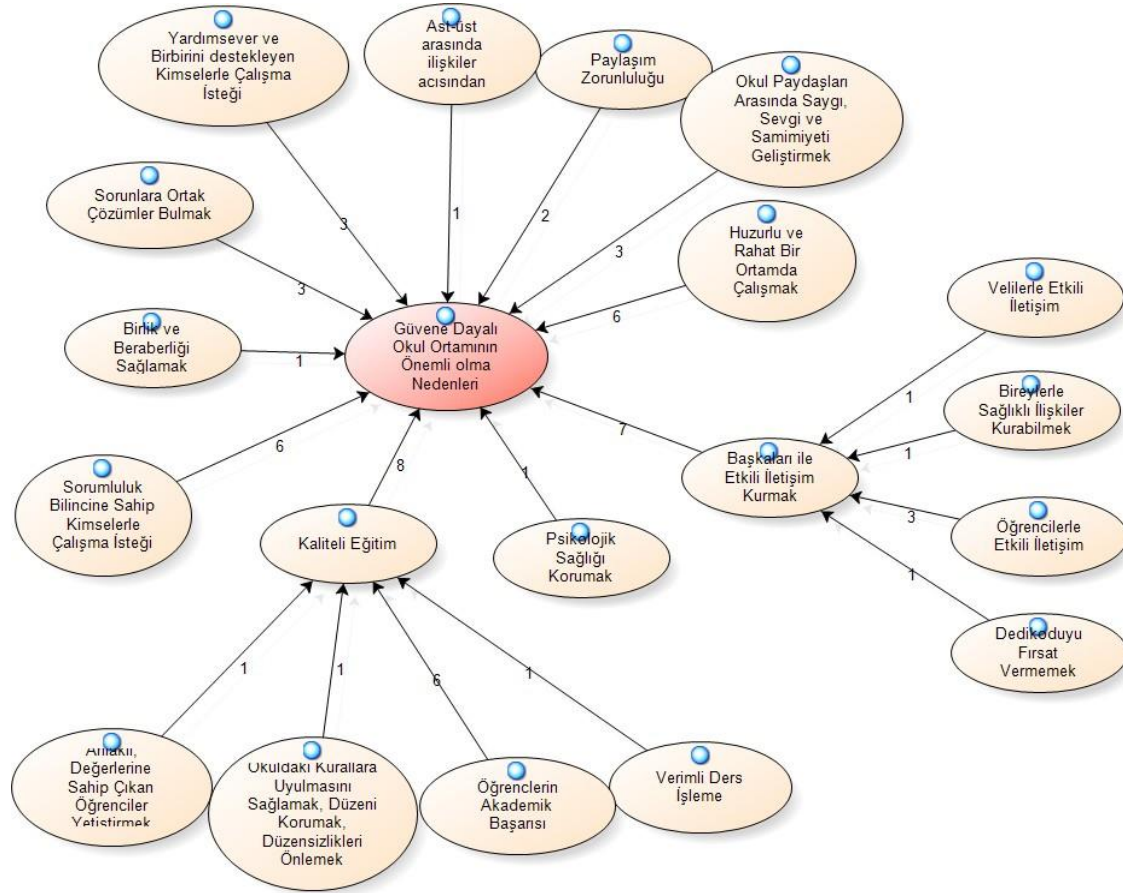 Yardımsever ve
Birbirini destekleyen
Kimselerle Çalışma
İsteği
Ast-üst
arasında
ilişkiler
acısından
Paylaşım
Zorunluluğu
Okul Paydaşları
Arasında Saygı,
Sevgi ve
Samimiyeti
Geliştirmek
Sorunlara Ortak
Çözümler Bulmak
Huzurlu ve
Rahat Bir
Ortamda
Çalışmak
3
1
2
3
3
6
Velilerle Etkili
İletişim
Birlik ve
Beraberliği
Sağlamak
1
Güvene Dayalı
Okul Ortamının
Önemli olma
Nedenleri
1
Bireylerle
Sağlıklı İlişkiler
Kurabilmek
7
1
Sorumluluk
Bilincine Sahip
Kimselerle
Çalışma İsteği
6
8
1
Başkaları ile
Etkili İletişim
Kurmak
3
Öğrencilerle
Etkili İletişim
Kaliteli Eğitim
Psikolojik
Sağlığı
Korumak
1
Dedikoduyu
Fırsat
Vermemek
1
1
6
1
Ahlaklı,
Değerlerine
Sahip Çıkan
Öğrenciler
Yetiştirmek
Okuldaki Kurallara
Uyulmasını
Sağlamak, Düzeni
Korumak,
Düzensizlikleri
Önlemek
Öğrenclerin
Akademik
Başarısı
Verimli Ders
İşleme